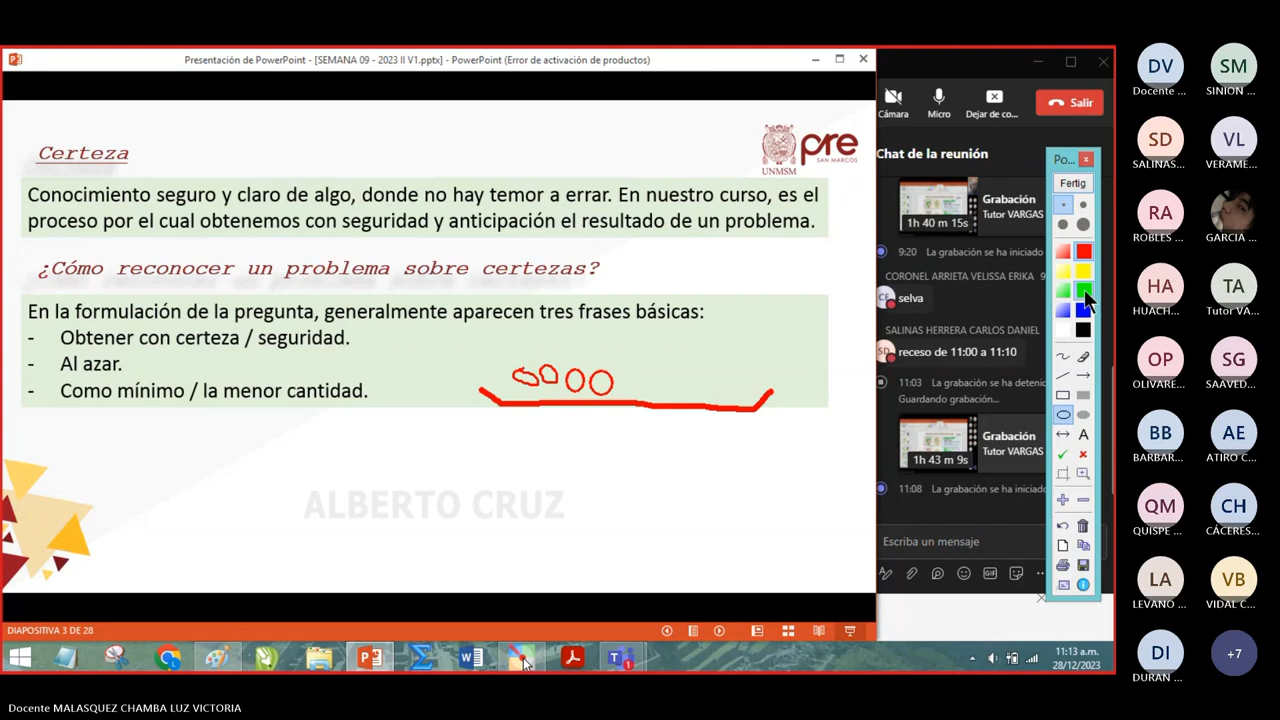 Presentación de PowerPoint - [SEMANA 09 - 2023 II V1.pptx] - PowerPoint (Error de activación de productos)
Certeza
pre
SAN MARCOS
UNMSM
Conocimiento seguro y claro de algo, donde no hay temor a errar. En nuestro curso, es el
proceso por el cual obtenemos con seguridad y anticipación el resultado de un problema.
¿Cómo reconocer un problema sobre certezas?
En la formulación de la pregunta, generalmente aparecen tres frases básicas:
- Obtener con certeza / seguridad.
- Al azar.
- Como mínimo / la menor cantidad.
ALBERTO CRUZ
DIAPOSITIVA 3 DE 28
Cámara
Micro
Dejar de co...
Salir
Chat de la reunión
Grabación
1h 40 m 15s
Tutor VARGAS
9:20 La grabación se ha iniciado
CORONEL ARRIETA VELISSA ERIKA 9
CE
selva
SALINAS HERRERA CARLOS DANIEL
SD
receso de 11:00 a 11:10
11:03 La grabación se ha deteni
Guardando grabación...
Grabación
1h 43 m 9s
Tutor VARGAS
11:08 La grabación se ha iniciado
Escriba un mensaje
GIF
Po...
Fertig
A
11:13 a.m.
28/12/2023
DV
Docente ...
SM
SINION ...
SD
SALINAS...
VL
VERAME...
RA
ROBLES ...
GARCIA ...
HA
HUACH...
TA
Tutor V...
OP
OLIVARE...
SG
SAAVED...
BB
BARBAR...
AE
ATIRO C...
QM
QUISPE ...
CH
CÁCERES...
LA
LEVANO ...
VB
VIDAL C...
DI
DURAN ...
+7
Docente MALASQUEZ CHAMBA LUZ VICTORIA